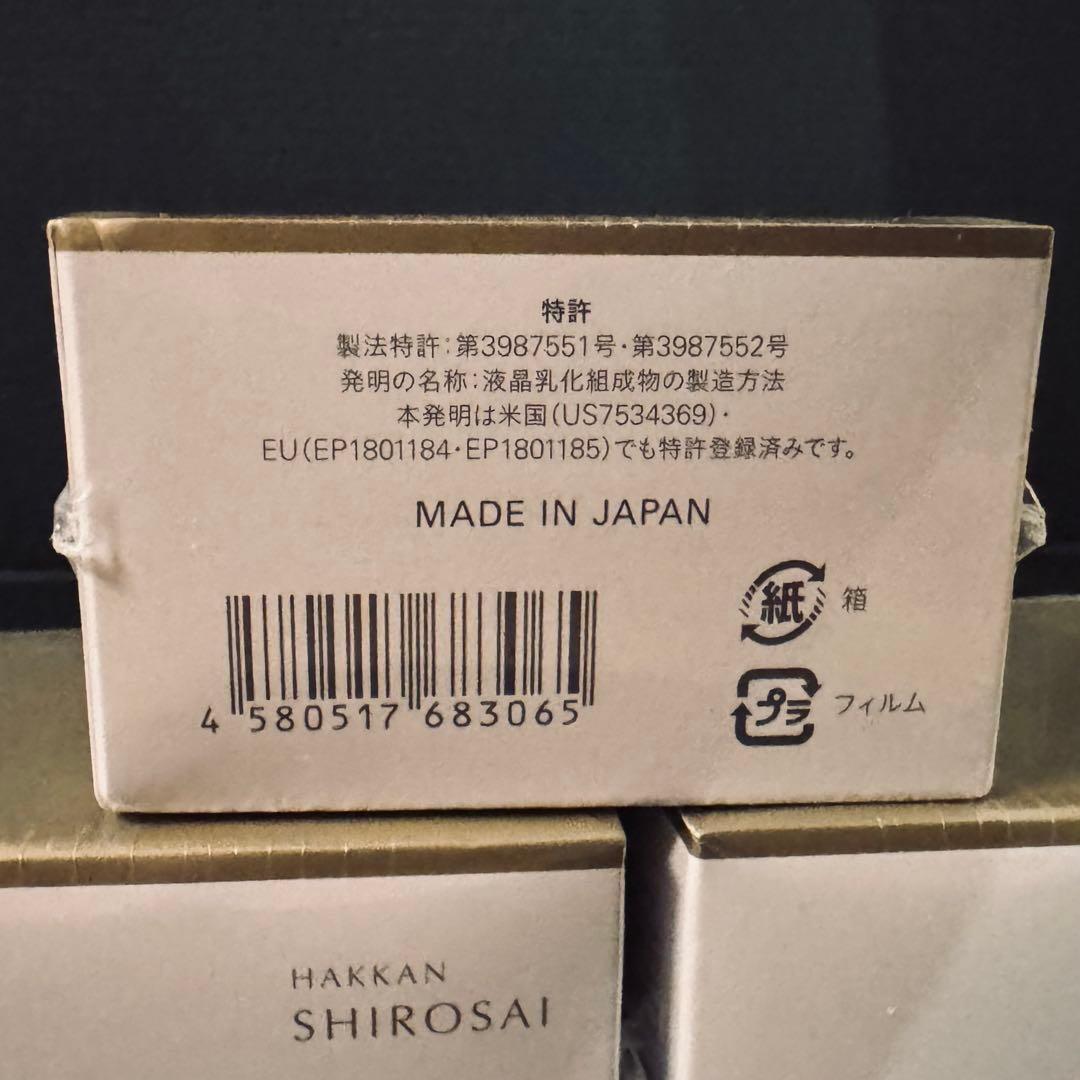 特許
製法特許:第3987551号・第3987552号
発明の名称:液晶乳化組成物の製造方法
本発明は米国(US7534369)・
EU(EP1801184・EP1801185)でも特許登録済みです。
MADE IN JAPAN
紙 箱
4 580517 683065
プラ フィルム
HAKKAN
SHIROSAI